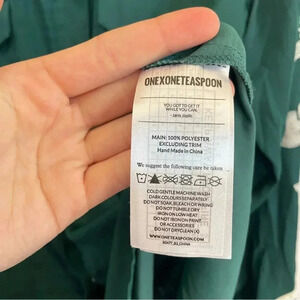 ONEXONETEASPOON
YOU GOT TO GET IT
WHILE YOU CAN.
- Janis Joplin
MAIN: 100% POLYESTER
EXCLUDING TRIM
Hand Made in China
We suggest the following care be taken
COLD GENTLE MACHINE WASH
DARK COLOURS SEPARATELY
DO NOT SOAK, BLEACH OR WRING
DO NOT TUMBLE DRY
IRON ON LOW HEAT
DO NOT IRON ON PRINT
OR ACCESSORIES
DO NOT DRYCLEAN (X)
WWW.ONETEASPOON.COM